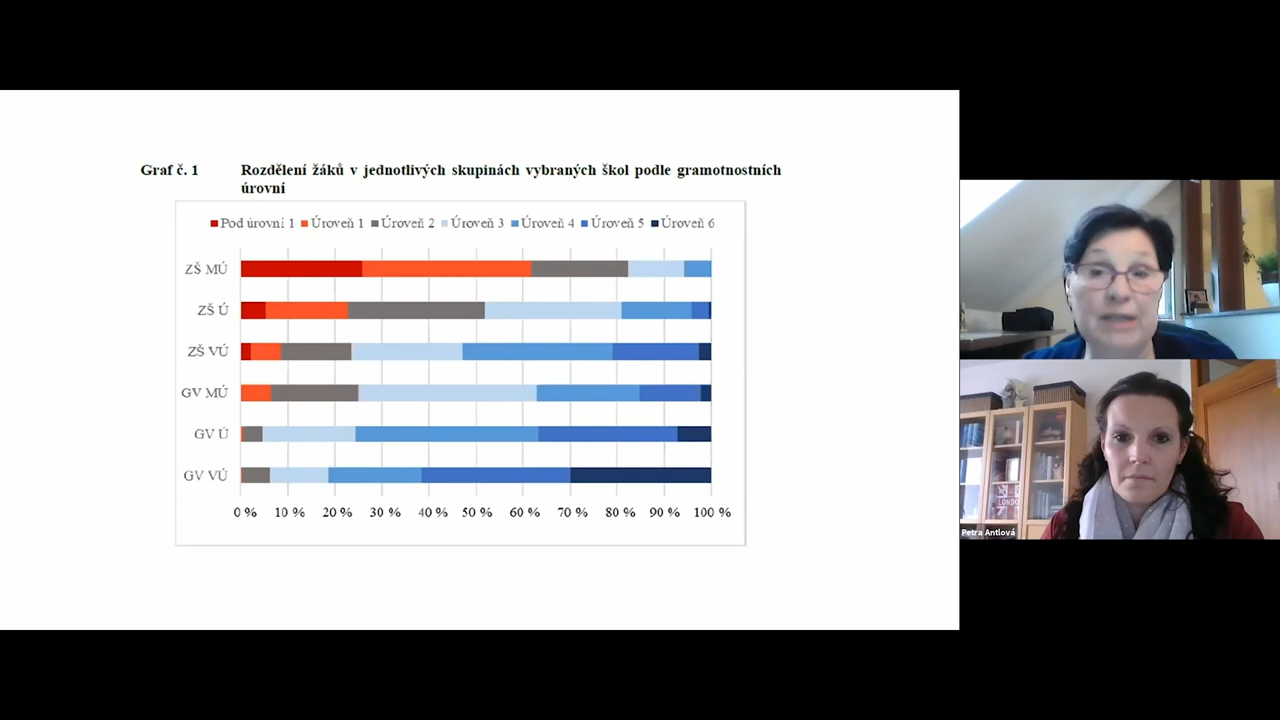 Graf č. 1 Rozdělení žáků v jednotlivých skupinách vybraných škol podle gramotnostních
úrovní
Pod úrovní 1 Úroveň 1 Úroveň 2 Úroveň 3 Úroveň 4 Úroveň 5 Úroveň 6
ZŠ MÚ
ZŠ Ú
ZŠ VÚ
GV MÚ
GV Ú
GV VÚ
0 % 10 % 20 % 30 % 40 % 50 % 60 % 70 % 80 % 90 % 100 %
LONDON
Petra Antlová